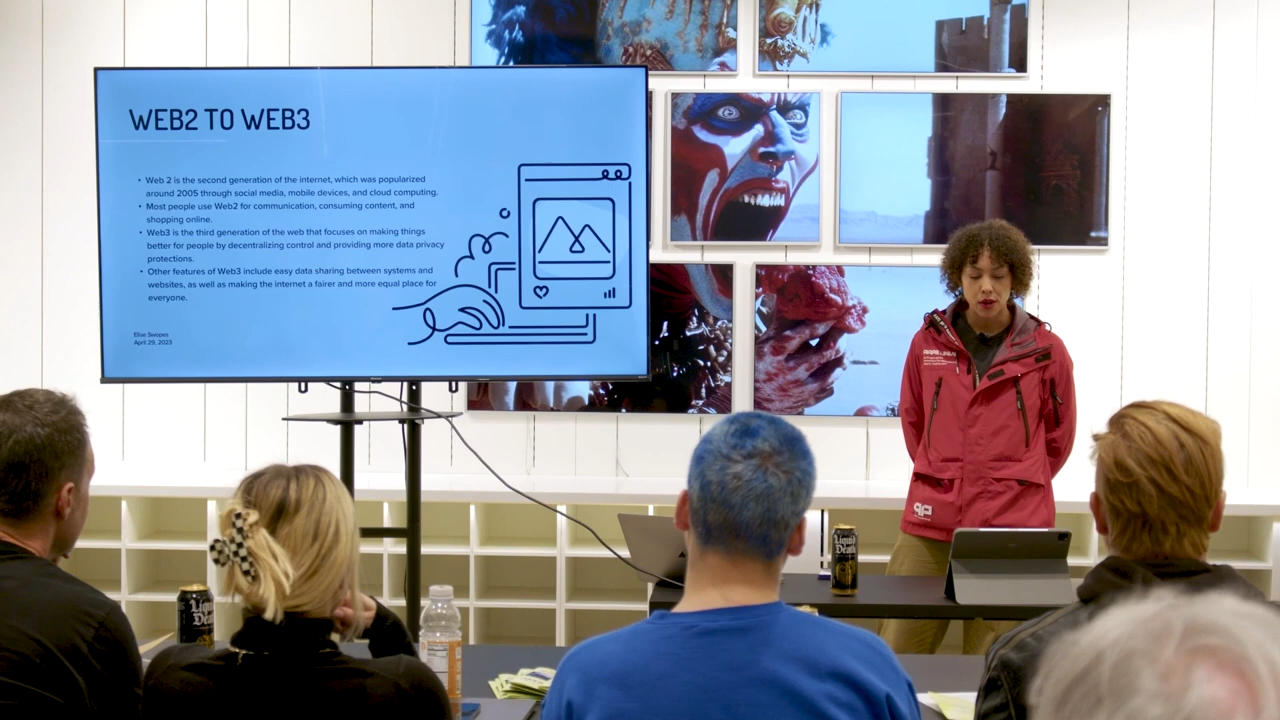 WEB2 TO WEB3
• Web 2 is the second generation of the internet, which was popularized
around 2005 through social media, mobile devices, and cloud computing.
• Most people use Web2 for communication, consuming content, and
shopping online.
• Web3 is the third generation of the web that focuses on making things
better for people by decentralizing control and providing more data privacy
protections.
• Other features of Web3 include easy data sharing between systems and
websites, as well as making the internet a fairer and more equal place for
everyone.
Elise Swopes
April 29, 2023
Liquid
Death
Liquid
Death